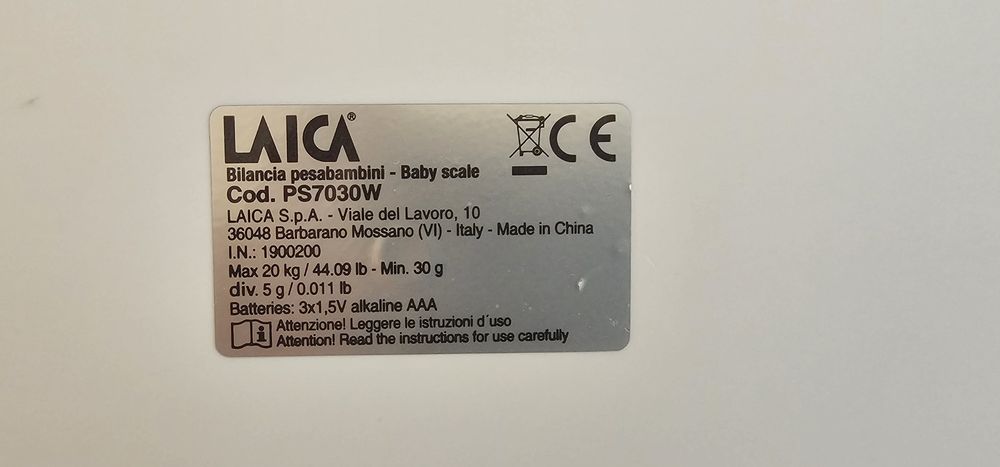 LAICA®
CE
Bilancia pesabambini - Baby scale
Cod. PS7030W
LAICA S.p.A. - Viale del Lavoro, 10
36048 Barbarano Mossano (VI) - Italy - Made in China
I.N.: 1900200
Max 20 kg / 44.09 lb - Min. 30 g
div. 5 g / 0.011 lb
Batteries: 3x1,5V alkaline AAA
Attenzione! Leggere le istruzioni d´uso
Attention! Read the instructions for use carefully